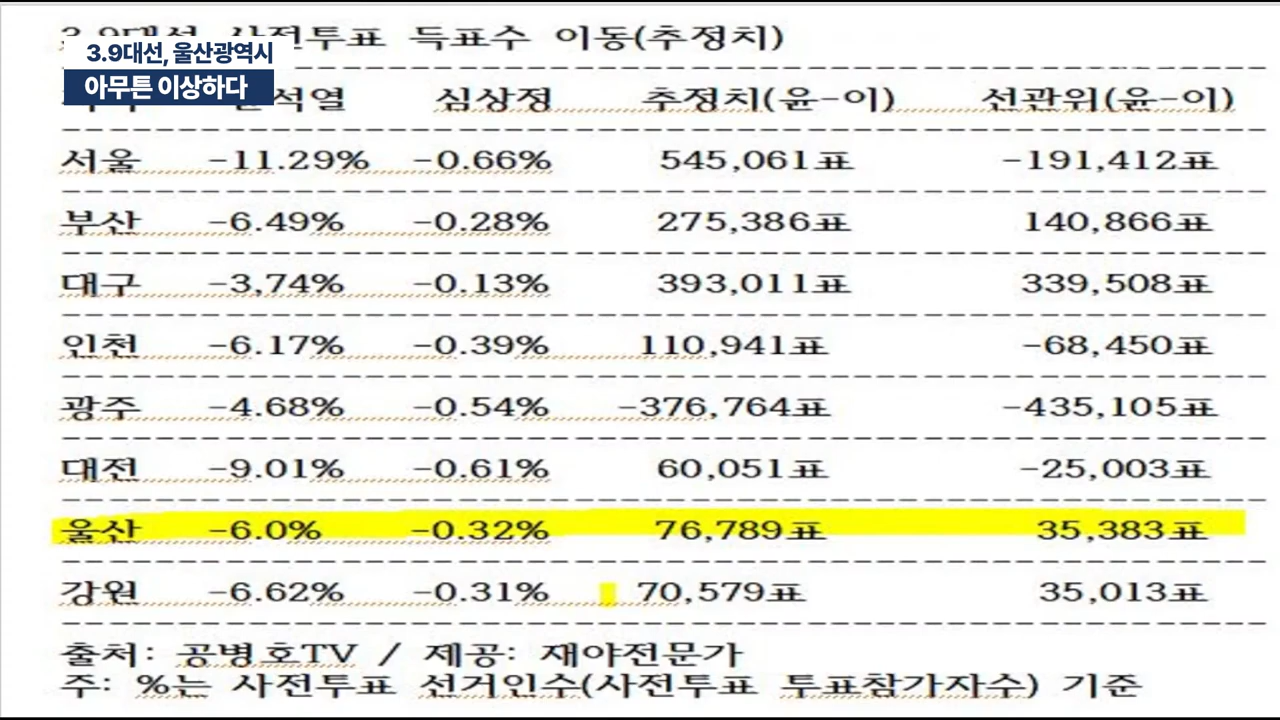 3.9대선 사전투표 득표수 이동(추정치)
3.9대선, 울산광역시
아무튼 이상하다
석열 심상정 추정치(윤-이) 선관위(윤-이)
서울 -11.29% -0.66% 545,061표 -191,412표
부산 -6.49% -0.28% 275,386표 140,866표
대구 -3,74% -0.13% 393,011표 339,508표
인천 -6.17% -0.39% 110,941표 -68,450표
광주 -4.68% -0.54% -376,764표 -435,105표
대전 -9.01% -0.61% 60,051표 -25,003표
울산 -6.0% -0.32% 76,789표 35,383표
강원 -6.62% -0.31% 70,579표 35,013표
출처: 공병호TV / 제공: 재야전문가
주: %는 사전투표 선거인수(사전투표 투표참가자수) 기준